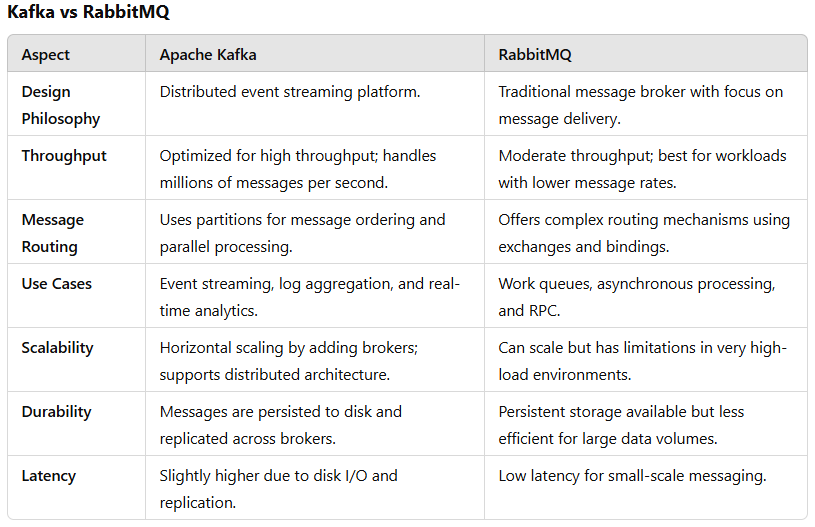 Kafka vs RabbitMQ
Aspect Apache Kafka RabbitMQ
Design Philosophy Distributed event streaming platform. Traditional message broker with focus on message delivery.
Throughput Optimized for high throughput; handles millions of messages per second. Moderate throughput; best for workloads with lower message rates.
Message Routing Uses partitions for message ordering and parallel processing. Offers complex routing mechanisms using exchanges and bindings.
Use Cases Event streaming, log aggregation, and real-time analytics. Work queues, asynchronous processing, and RPC.
Scalability Horizontal scaling by adding brokers; supports distributed architecture. Can scale but has limitations in very high-load environments.
Durability Messages are persisted to disk and replicated across brokers. Persistent storage available but less efficient for large data volumes.
Latency Slightly higher due to disk I/O and replication. Low latency for small-scale messaging.